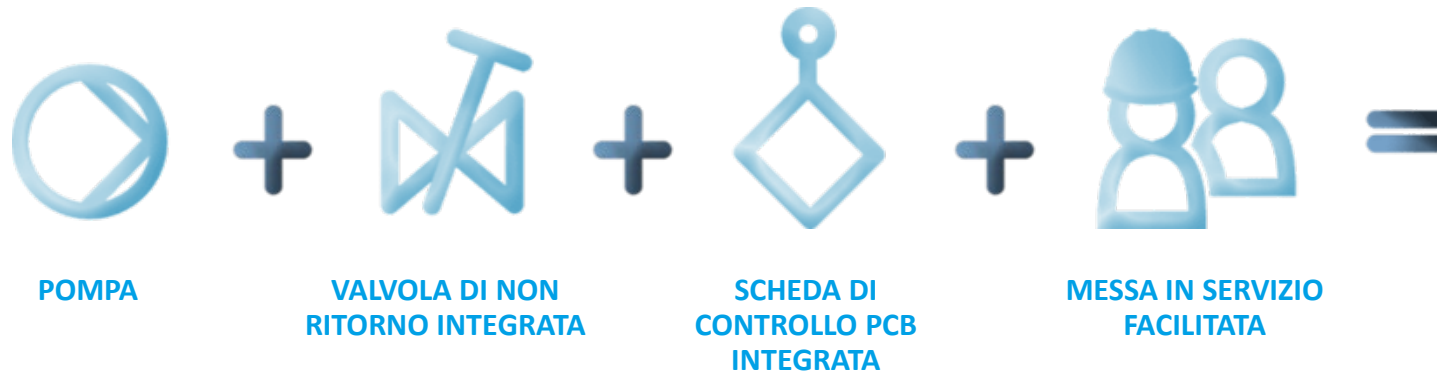 POMPA
VALVOLA DI NON
RITORNO INTEGRATA
SCHEDA DI
CONTROLLO PCB
INTEGRATA
MESSA IN SERVIZIO
FACILITATA